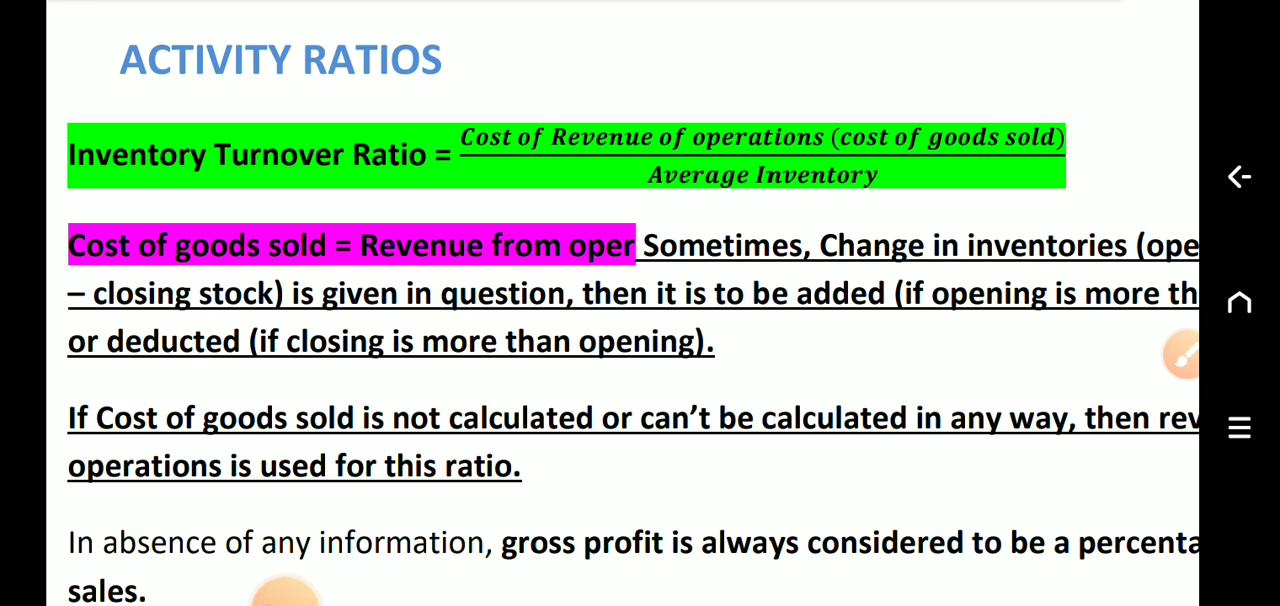 ACTIVITY RATIOS
Inventory Turnover Ratio = Cost of Revenue of operations (cost of goods sold)
Average Inventory
Cost of goods sold = Revenue from oper Sometimes, Change in inventories (ope
– closing stock) is given in question, then it is to be added (if opening is more th
or deducted (if closing is more than opening).
If Cost of goods sold is not calculated or can’t be calculated in any way, then rev
operations is used for this ratio.
In absence of any information, gross profit is always considered to be a percenta
sales.